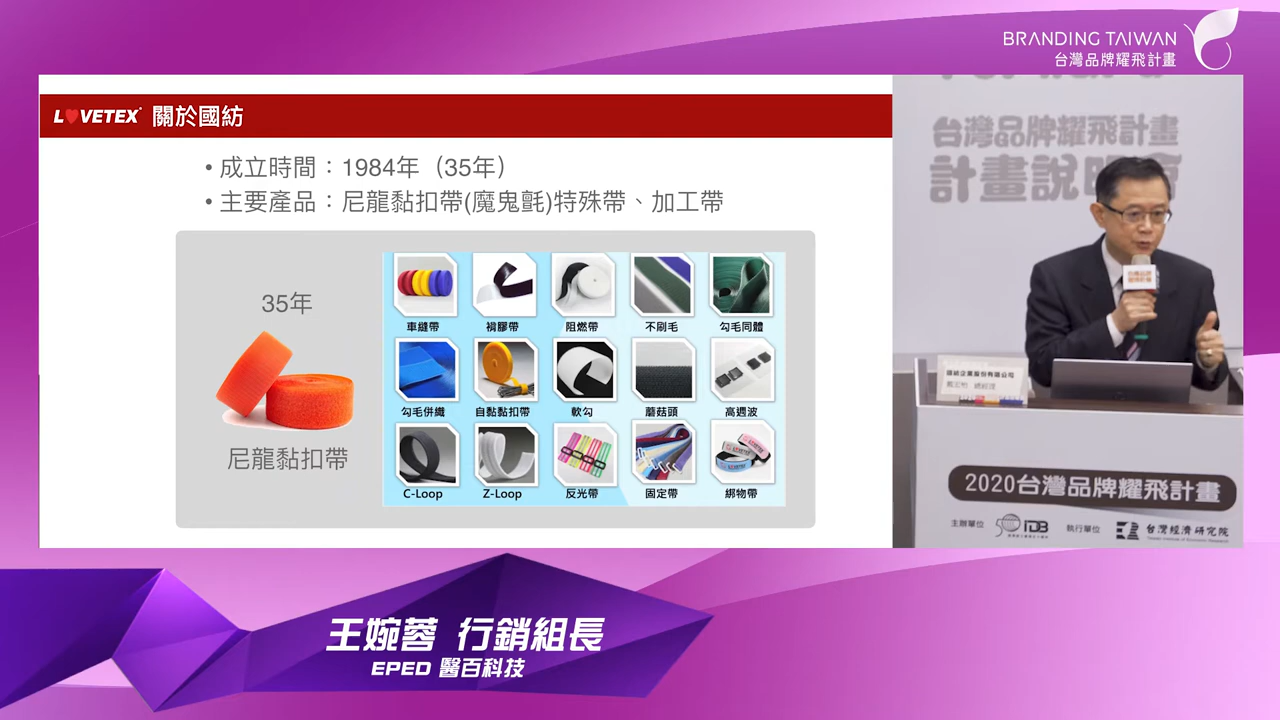 BRANDING TAIWAN
台灣品牌耀飛計畫
LOVETEX 關於國紡
• 成立時間：1984年（35年）
• 主要產品：尼龍黏扣帶(魔鬼氈)特殊帶、加工帶
35年
尼龍黏扣帶
車縫帶
褙膠帶
阻燃帶
不刷毛
勾毛同體
勾毛併織
自黏黏扣帶
軟勾
蘑菇頭
高週波
C-Loop
Z-Loop
反光帶
固定帶
綁物帶
台灣品牌耀飛計畫
計畫說明
2020台灣品牌耀飛計畫
主辦單位
IDB
執行單位
台灣經濟研究院
王婉蓉 行銷組長
EPED 醫百科技